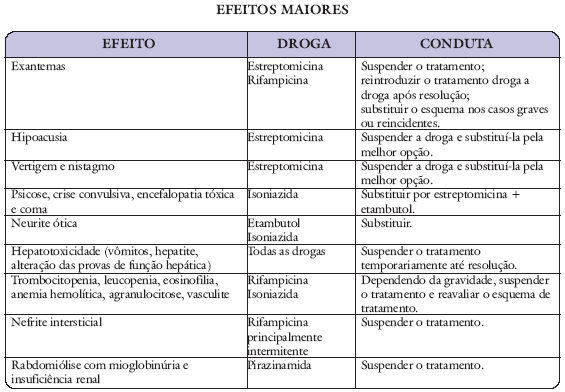 EFEITOS MAIORES
EFEITO DROGA CONDUTA
Exantemas Estreptomicina Suspender o tratamento;
Rifampicina reintroduzir o tratamento droga a
droga após resolução;
substituir o esquema nos casos graves
ou reincidentes.
Hipoacusia Estreptomicina Suspender a droga e substituí-la pela
melhor opção.
Vertigem e nistagmo Estreptomicina Suspender a droga e substituí-la pela
melhor opção.
Psicose, crise convulsiva, encefalopatia tóxica Isoniazida Substituir por estreptomicina +
e coma etambutol.
Neurite ótica Etambutol Substituir.
Isoniazida
Hepatotoxicidade (vômitos, hepatite, Todas as drogas Suspender o tratamento
alteração das provas de função hepática) temporariamente até resolução.
Trombocitopenia, leucopenia, eosinofilia, Rifampicina Dependendo da gravidade, suspender
anemia hemolítica, agranulocitose, vasculite Isoniazida o tratamento e reavaliar o esquema de
tratamento.
Nefrite intersticial Rifampicina Suspender o tratamento.
principalmente
intermitente
Rabdomiólise com mioglobinúria e Pirazinamida Suspender o tratamento.
insuficiência renal